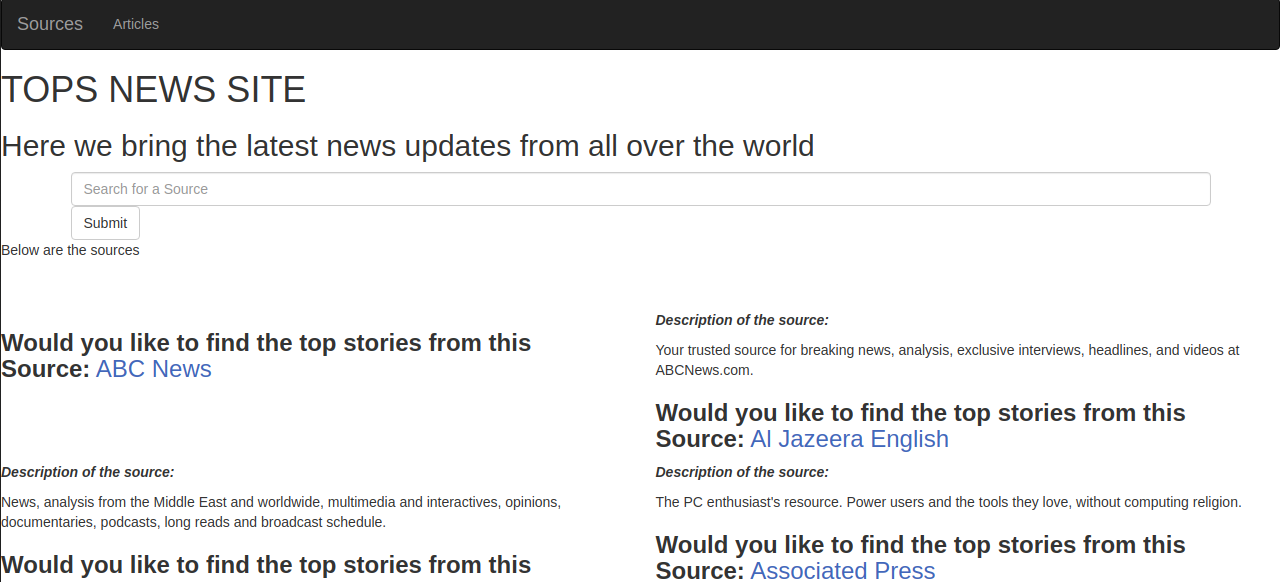 Sources Articles
TOPS NEWS SITE
Here we bring the latest news updates from all over the world
Search for a Source
Submit
Below are the sources
Would you like to find the top stories from this
Source: ABC News
Description of the source:
Your trusted source for breaking news, analysis, exclusive interviews, headlines, and videos at
ABCNews.com.
Would you like to find the top stories from this
Source: Al Jazeera English
Description of the source:
News, analysis from the Middle East and worldwide, multimedia and interactives, opinions,
documentaries, podcasts, long reads and broadcast schedule.
Would you like to find the top stories from this
Description of the source:
The PC enthusiast's resource. Power users and the tools they love, without computing religion.
Would you like to find the top stories from this
Source: Associated Press